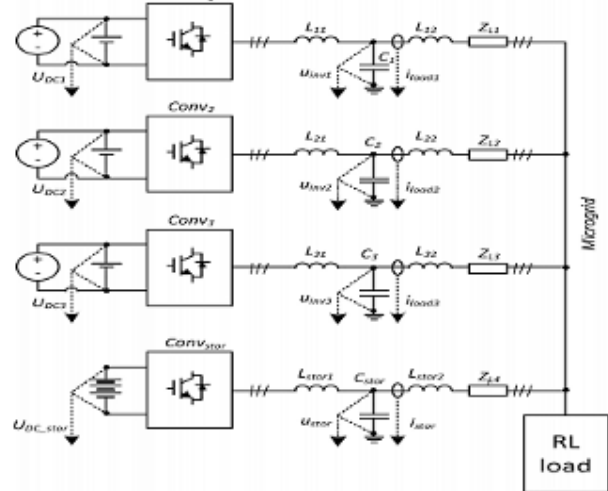 L11 L12 ZL1
C1
UDC1 uinv1 iload1
Conv2
L21 C2 L22 ZL2
UDC2 uinv2 iload2
Conv3
L31 C3 L32 ZL3
UDC3 uinv3 iload3
Microgrid
Convstor
Lstor1 Cstor Lstor2 ZL4
UDC_stor ustor istor
RL
load